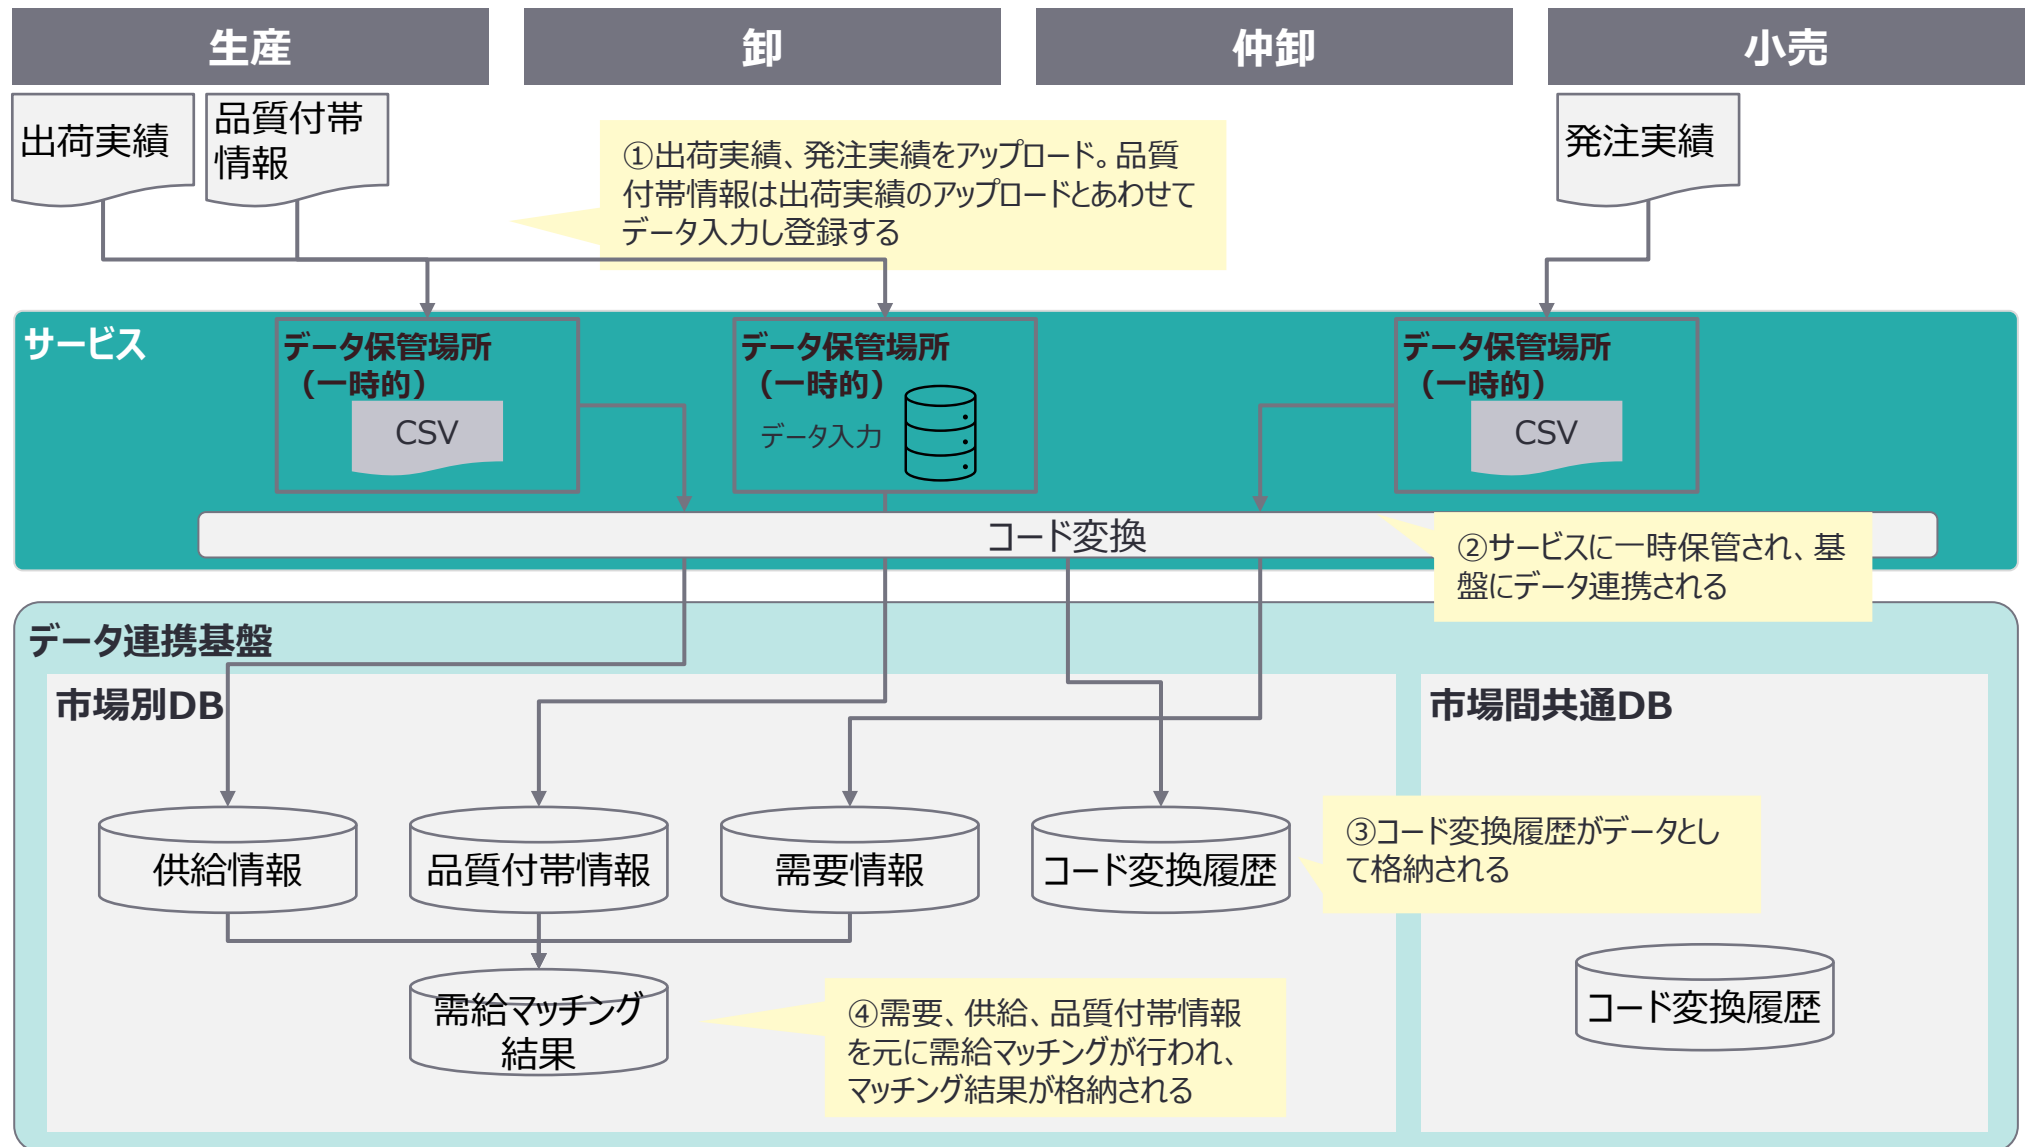 生産
卸
仲卸
小売
出荷実績
品質付帯
情報
発注実績
①出荷実績、発注実績をアップロード。品質
付帯情報は出荷実績のアップロードとあわせて
データ入力し登録する
サービス
データ保管場所
（一時的）
CSV
データ保管場所
（一時的）
データ入力
データ保管場所
（一時的）
CSV
コード変換
②サービスに一時保管され、基
盤にデータ連携される
データ連携基盤
市場別DB
市場間共通DB
供給情報
品質付帯情報
需要情報
コード変換履歴
③コード変換履歴がデータとし
て格納される
需給マッチング
結果
④需要、供給、品質付帯情報
を元に需給マッチングが行われ、
マッチング結果が格納される
コード変換履歴